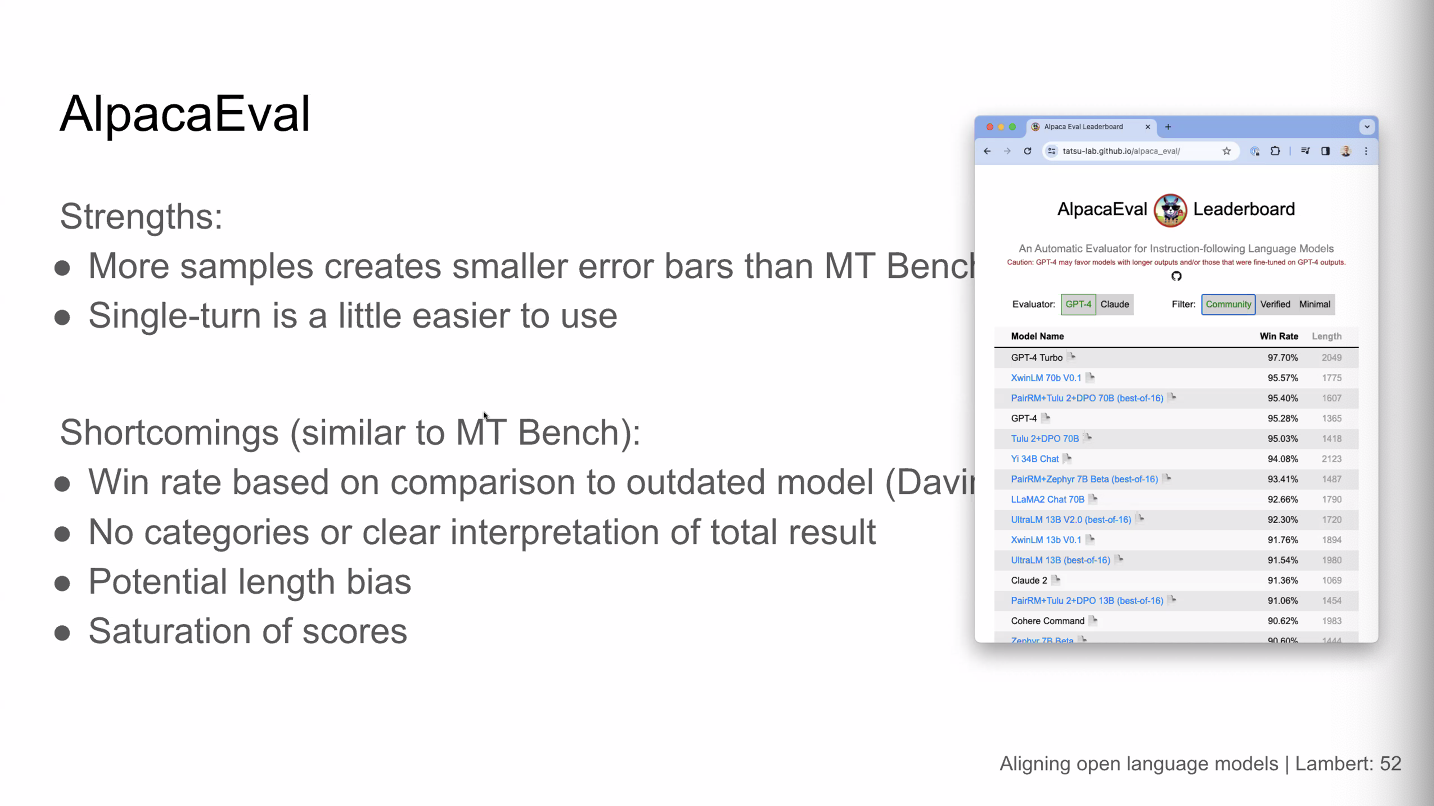 AlpacaEval
Strengths:
● More samples creates smaller error bars than MT Bench
● Single-turn is a little easier to use
Shortcomings (similar to MT Bench):
● Win rate based on comparison to outdated model
● No categories or clear interpretation of total result
● Potential length bias
● Saturation of scores
Alpaca Eval Leaderboard
tatsu-lab.github.io/alpaca_eval/
AlpacaEval Leaderboard
An Automatic Evaluator for Instruction-following Language Models
Caution: GPT-4 may favor models with longer outputs and/or those that were fine-tuned on GPT-4 outputs.
Evaluator: GPT-4 Claude Filter: Community Verified Minimal
Model Name Win Rate Length
GPT-4 Turbo 97.70% 2049
XwinLM 70b V0.1 95.57% 1775
PairRM+Tulu 2+DPO 70B (best-of-16) 95.40% 1607
GPT-4 95.28% 1365
Tulu 2+DPO 70B 95.03% 1418
Yi 34B Chat 94.08% 2123
PairRM+Zephyr 7B Beta (best-of-16) 93.41% 1487
LLaMA2 Chat 70B 92.66% 1790
UltraLM 13B V2.0 (best-of-16) 92.30% 1720
XwinLM 13b V0.1 91.76% 1894
UltraLM 13B (best-of-16) 91.54% 1980
Claude 2 91.36% 1069
PairRM+Tulu 2+DPO 13B (best-of-16) 91.06% 1454
Cohere Command 90.62% 1983
Zephyr 7B Beta 90.60% 1444
Aligning open language models | Lambert: 52